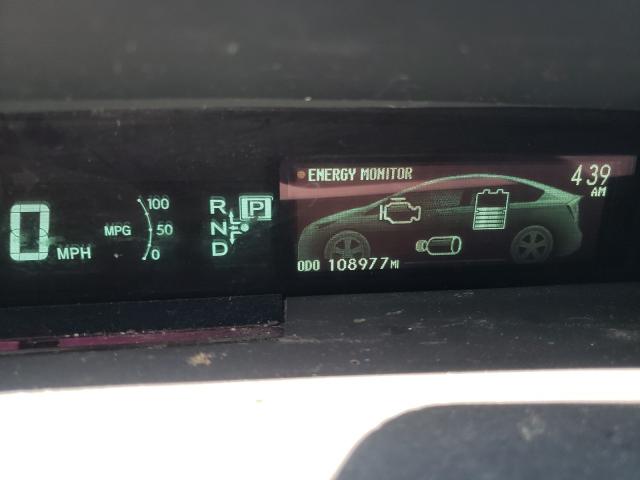 0 MPH
100
MPG 50
0
R P
N
D
ENERGY MONITOR
4 39
AM
ODO 108977 MI